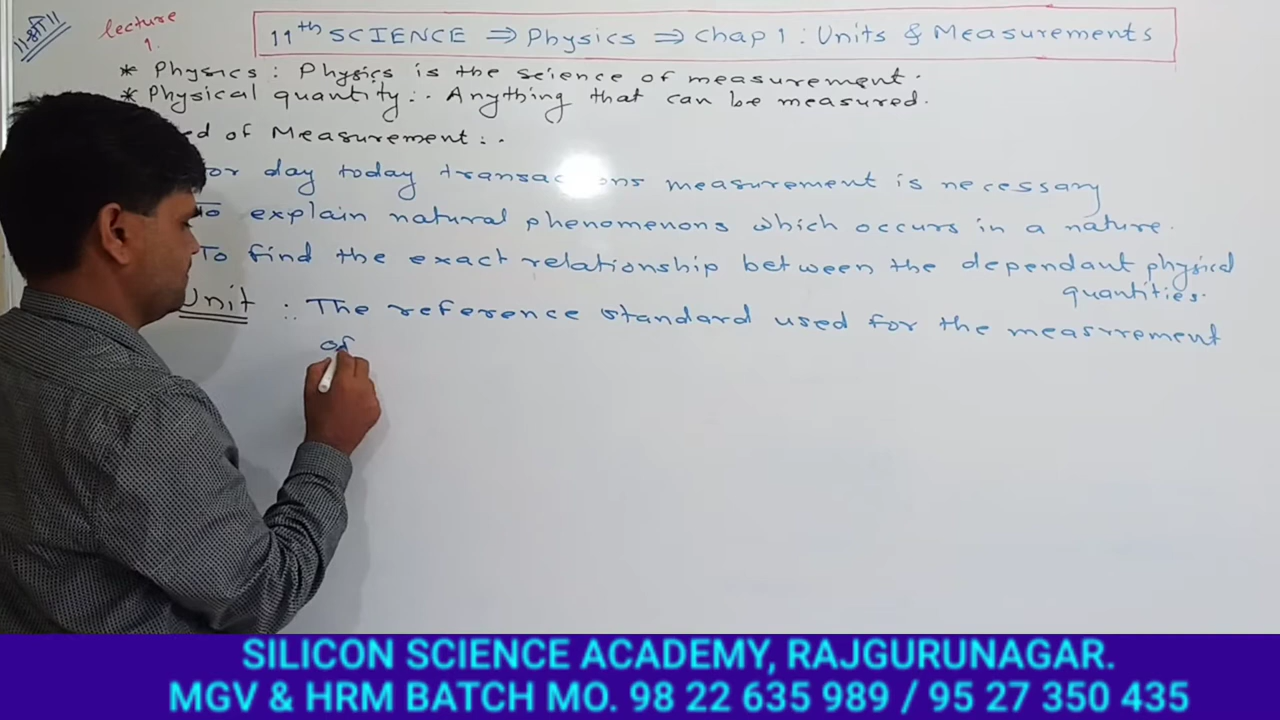 ॥श्री॥
lecture
1.
11th SCIENCE ⇒ Physics ⇒ Chap 1 : Units & Measurements
* Physics : Physics is the science of measurement.
* Physical quantity :- Anything that can be measured.
of Measurement :-
day today measurement is necessary
To explain natural phenomenons which occurs in a nature.
To find the exact relationship between the dependant physical
quantities.
Unit :- The reference standard used for the measrrement
of
SILICON SCIENCE ACADEMY, RAJGURUNAGAR.
MGV & HRM BATCH MO. 98 22 635 989 / 95 27 350 435